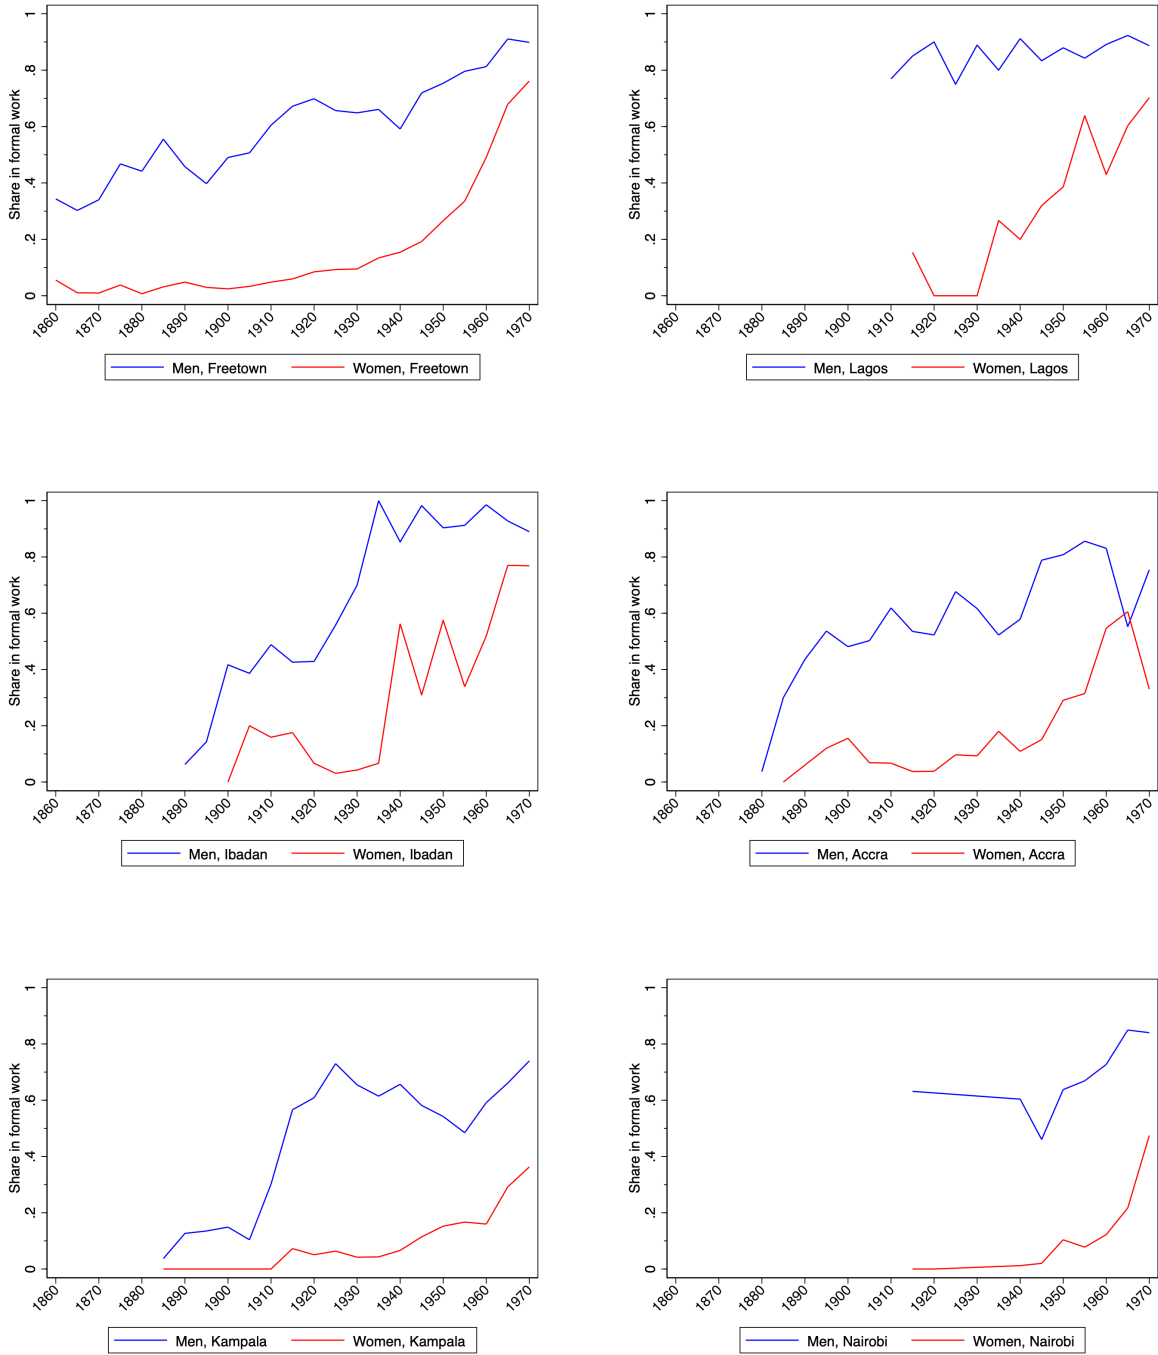 Share in formal work
1
.8
.6
.4
.2
0
1860 1870 1880 1890 1900 1910 1920 1930 1940 1950 1960 1970
Men, Freetown Women, Freetown
Share in formal work
1
.8
.6
.4
.2
0
1860 1870 1880 1890 1900 1910 1920 1930 1940 1950 1960 1970
Men, Lagos Women, Lagos
Share in formal work
1
.8
.6
.4
.2
0
1860 1870 1880 1890 1900 1910 1920 1930 1940 1950 1960 1970
Men, Ibadan Women, Ibadan
Share in formal work
1
.8
.6
.4
.2
0
1860 1870 1880 1890 1900 1910 1920 1930 1940 1950 1960 1970
Men, Accra Women, Accra
Share in formal work
1
.8
.6
.4
.2
0
1860 1870 1880 1890 1900 1910 1920 1930 1940 1950 1960 1970
Men, Kampala Women, Kampala
Share in formal work
1
.8
.6
.4
.2
0
1860 1870 1880 1890 1900 1910 1920 1930 1940 1950 1960 1970
Men, Nairobi Women, Nairobi